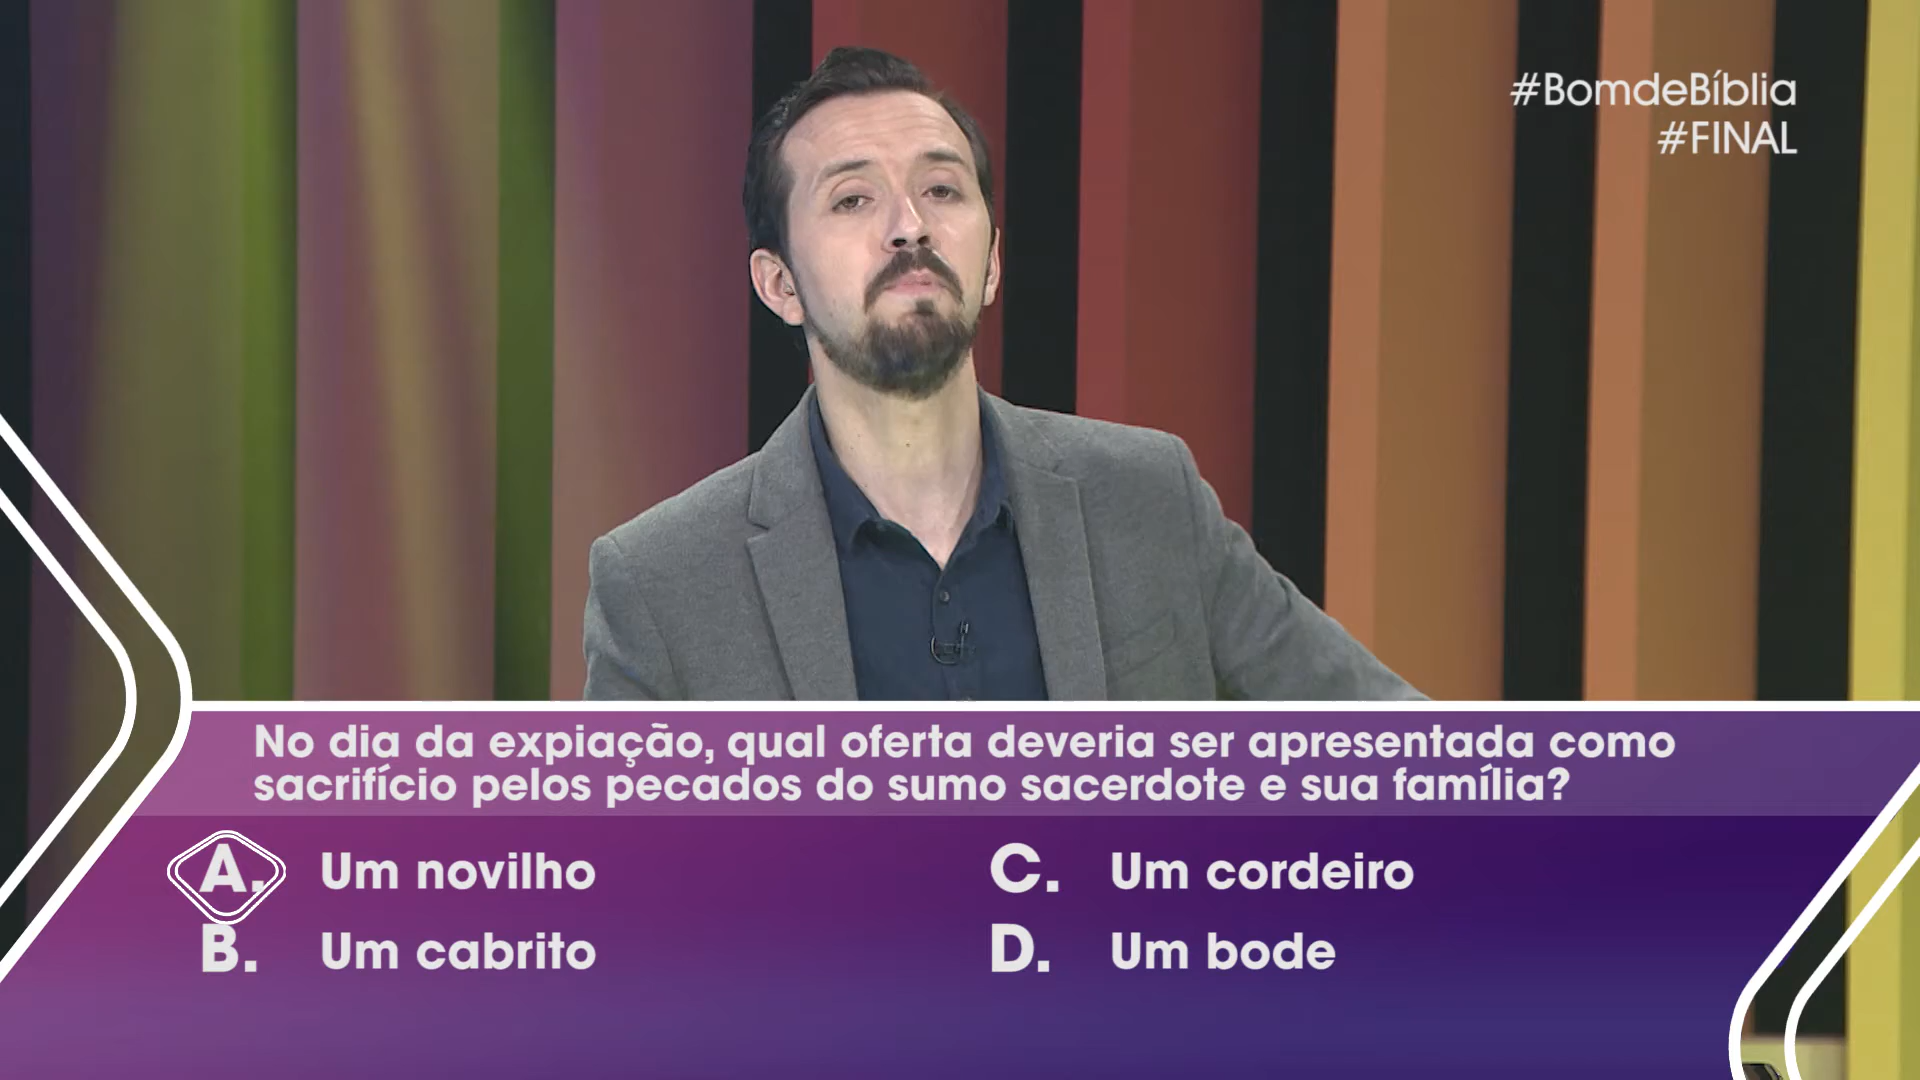 #BomdeBíblia
#FINAL
No dia da expiação, qual oferta deveria ser apresentada como
sacrifício pelos pecados do sumo sacerdote e sua família?
A. Um novilho
B. Um cabrito
C. Um cordeiro
D. Um bode